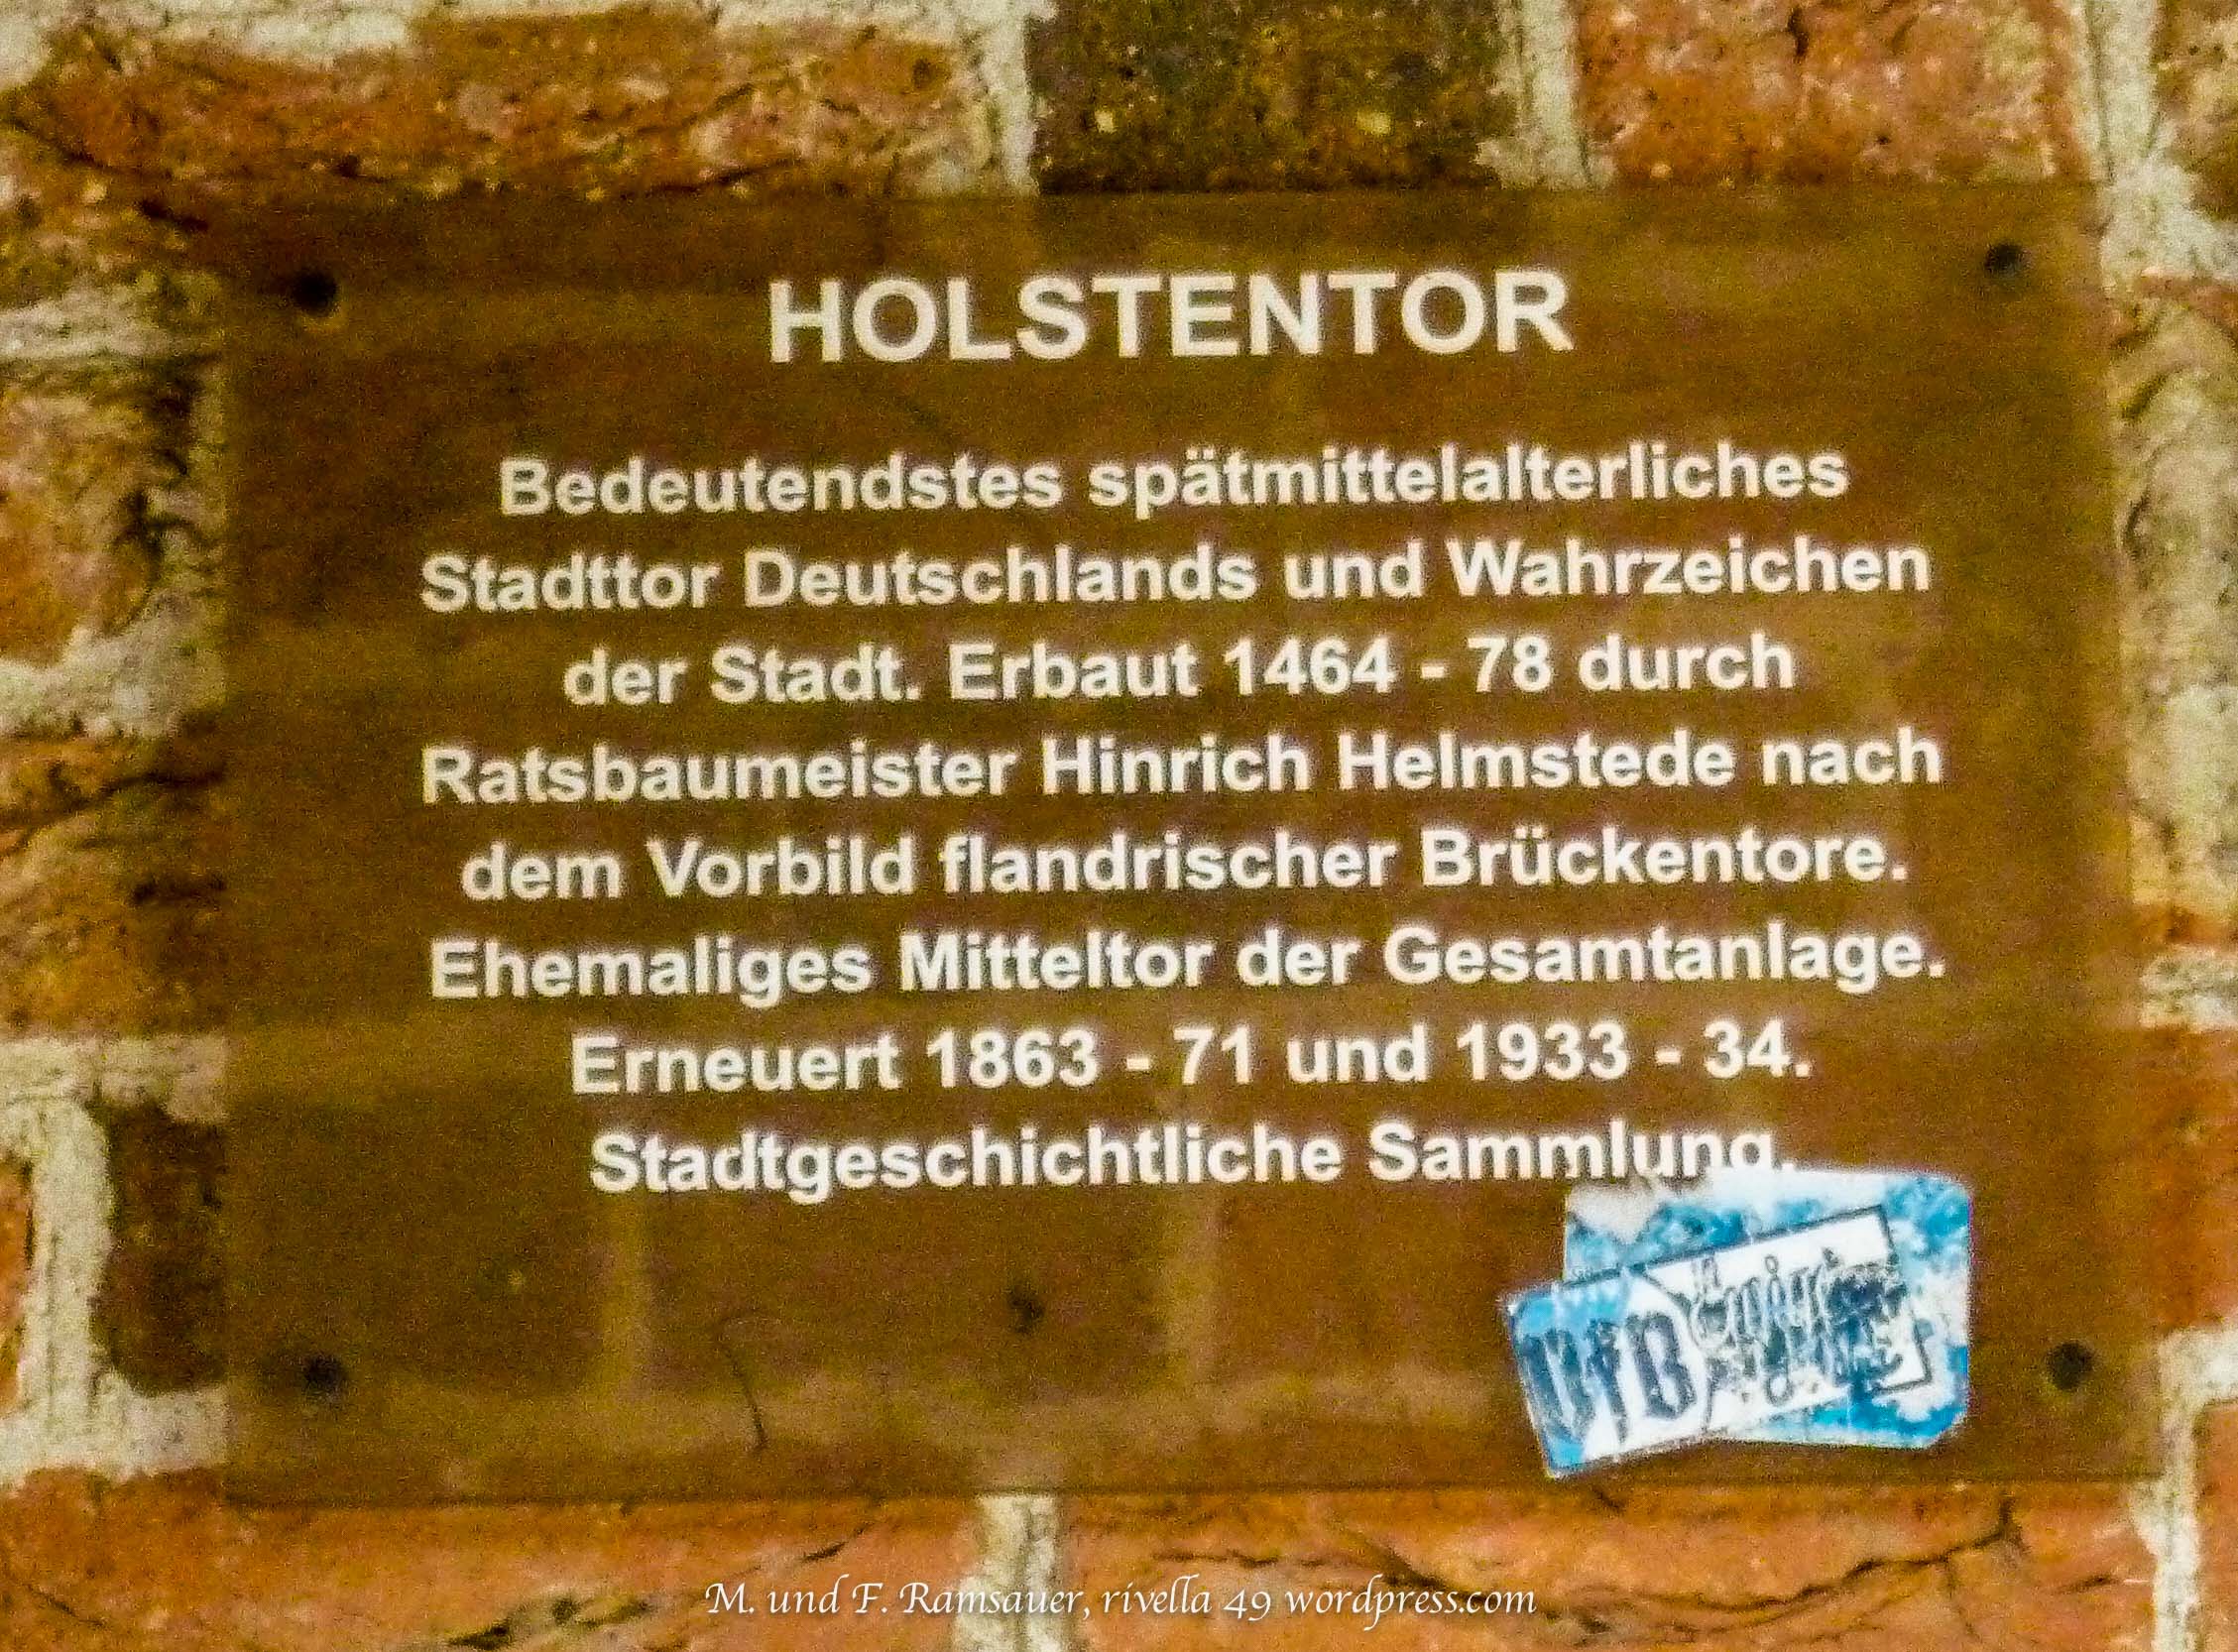 HOLSTENTOR
Bedeutendstes spätmittelalterliches
Stadttor Deutschlands und Wahrzeichen
der Stadt. Erbaut 1464 - 78 durch
Ratsbaumeister Hinrich Helmstede nach
dem Vorbild flandrischer Brückentore.
Ehemaliges Mitteltor der Gesamtanlage.
Erneuert 1863 - 71 und 1933 - 34.
Stadtgeschichtliche Sammlung.
VfB
M. und F. Ramsauer, rivella 49 wordpress.com